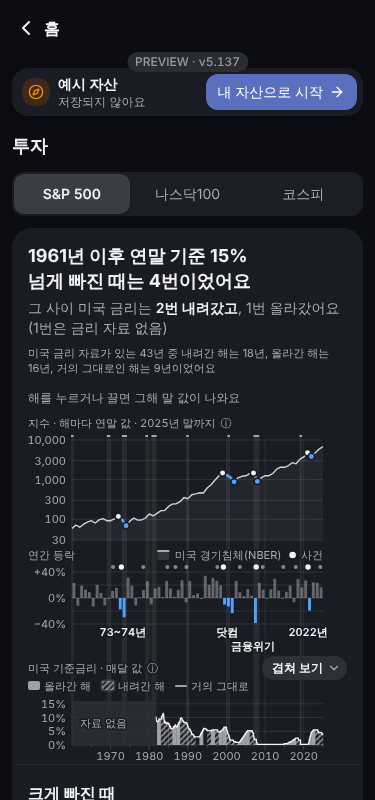 홈
PREVIEW · v5.137
예시 자산
저장되지 않아요
내 자산으로 시작 →
투자
S&P 500
나스닥100
코스피
1961년 이후 연말 기준 15%
넘게 빠진 때는 4번이었어요
그 사이 미국 금리는 2번 내려갔고, 1번 올라갔어요
(1번은 금리 자료 없음)
미국 금리 자료가 있는 43년 중 내려간 해는 18년, 올라간 해는
16년, 거의 그대로인 해는 9년이었어요
해를 누르거나 끌면 그해 말 값이 나와요
지수 · 해마다 연말 값 · 2025년 말까지 ⓘ
10,000
3,000
1,000
300
100
30
연간 등락
미국 경기침체(NBER)
사건
+40%
0%
−40%
73~74년
닷컴
금융위기
2022년
미국 기준금리 · 매달 값 ⓘ
겹쳐 보기
올라간 해
내려간 해
거의 그대로
15%
10%
5%
0%
자료 없음
1970 1980 1990 2000 2010 2020
크게 빠진 때